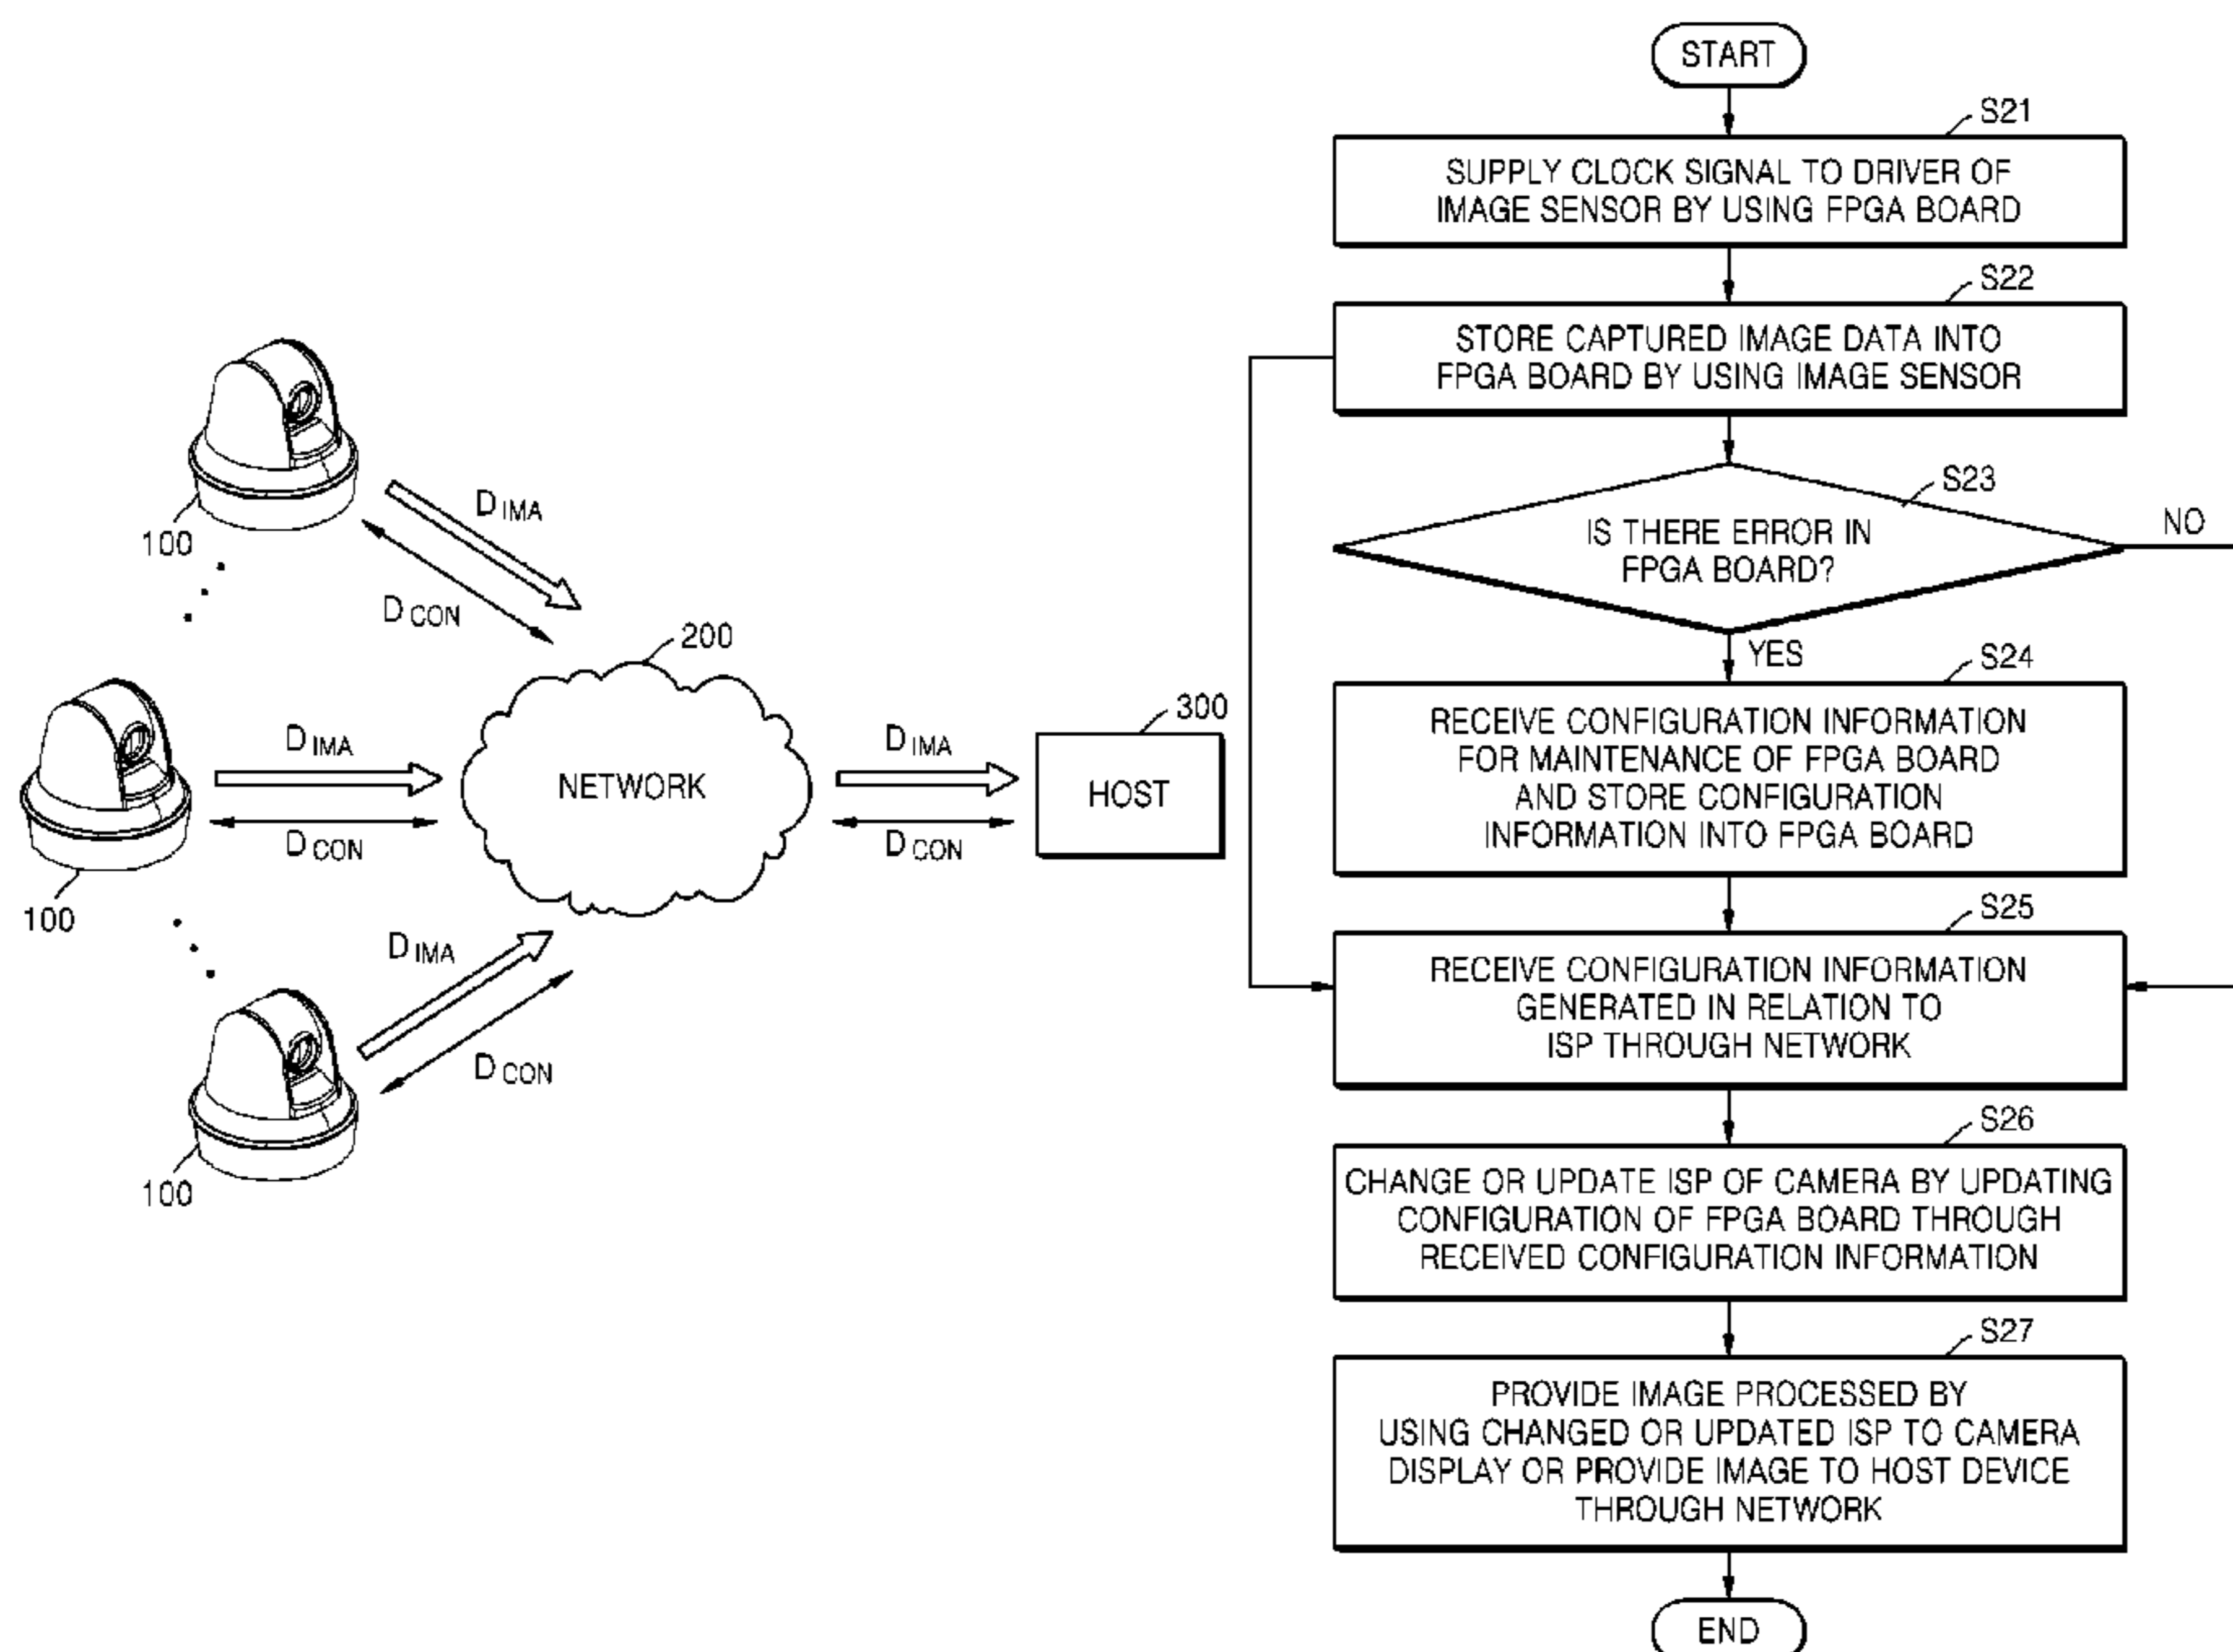 100
D IMA
D CON
200
100
D IMA
D CON
NETWORK
D IMA
D CON
300
HOST
100
D IMA
D CON
START
S21
SUPPLY CLOCK SIGNAL TO DRIVER OF
IMAGE SENSOR BY USING FPGA BOARD
S22
STORE CAPTURED IMAGE DATA INTO
FPGA BOARD BY USING IMAGE SENSOR
S23
IS THERE ERROR IN
FPGA BOARD?
NO
YES
S24
RECEIVE CONFIGURATION INFORMATION
FOR MAINTENANCE OF FPGA BOARD
AND STORE CONFIGURATION
INFORMATION INTO FPGA BOARD
S25
RECEIVE CONFIGURATION INFORMATION
GENERATED IN RELATION TO
ISP THROUGH NETWORK
S26
CHANGE OR UPDATE ISP OF CAMERA BY UPDATING
CONFIGURATION OF FPGA BOARD THROUGH
RECEIVED CONFIGURATION INFORMATION
S27
PROVIDE IMAGE PROCESSED BY
USING CHANGED OR UPDATED ISP TO CAMERA
DISPLAY OR PROVIDE IMAGE TO HOST DEVICE
THROUGH NETWORK
END